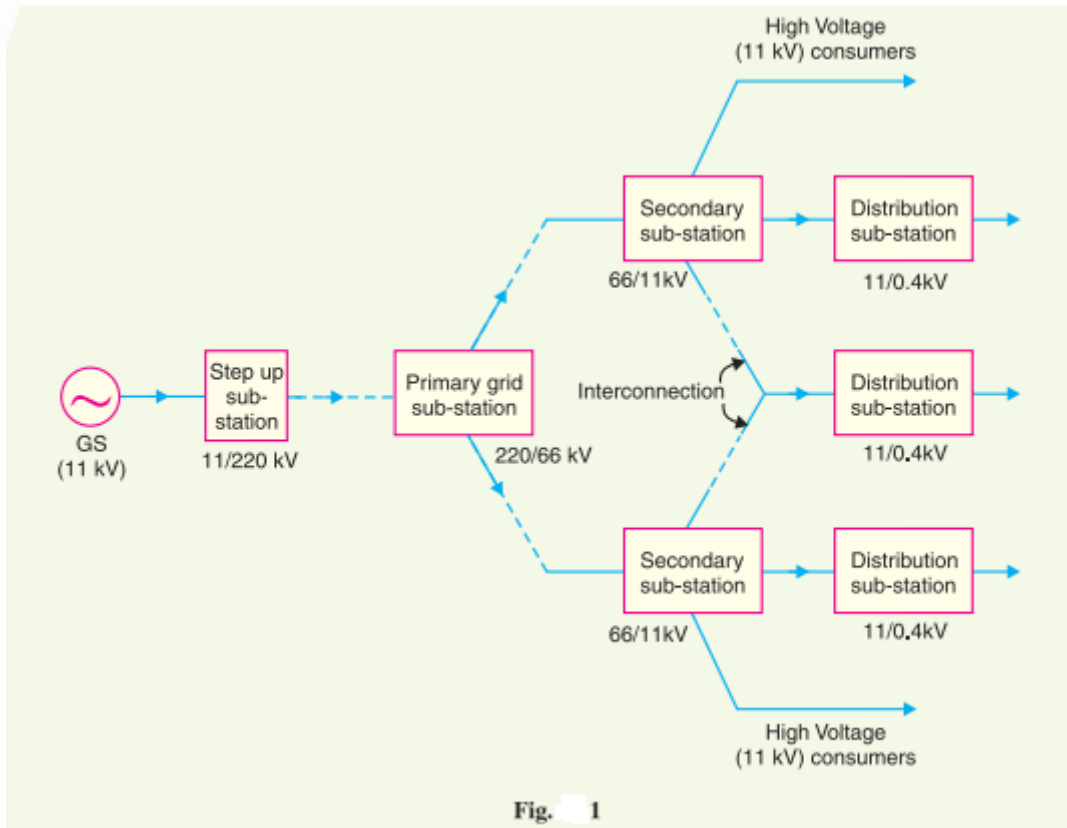 High Voltage
(11 kV) consumers
Secondary
sub-station
66/11kV
Distribution
sub-station
11/0.4kV
Step up
sub-
station
11/220 kV
GS
(11 kV)
Primary grid
sub-station
220/66 kV
Interconnection
Distribution
sub-station
11/0.4kV
Secondary
sub-station
66/11kV
Distribution
sub-station
11/0.4kV
High Voltage
(11 kV) consumers
Fig. 1